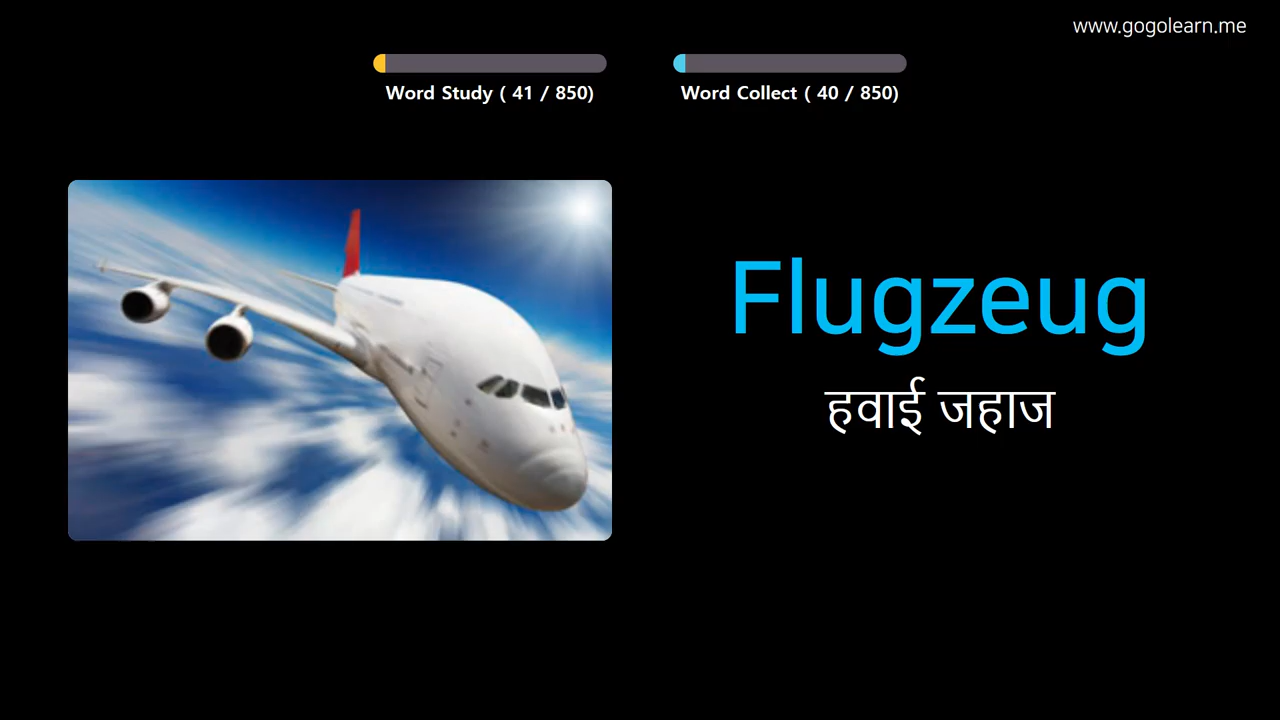 www.gogolearn.me
Word Study ( 41 / 850)
Word Collect ( 40 / 850)
Flugzeug
हवाई जहाज